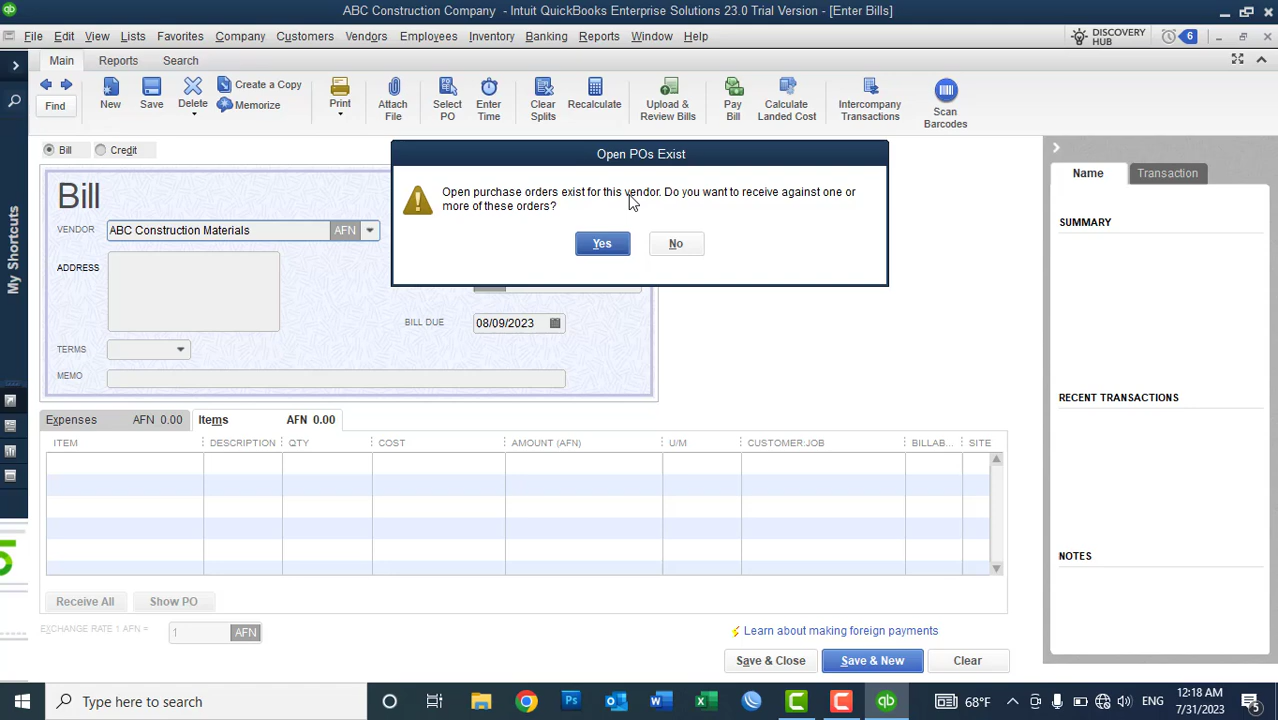 ABC Construction Company - Intuit QuickBooks Enterprise Solutions 23.0 Trial Version - [Enter Bills]
File Edit View Lists Favorites Company Customers Vendors Employees Inventory Banking Reports Window Help
DISCOVERY HUB
6
Main Reports Search
Find
New
Save
Delete
Create a Copy
Memorize
Print
Attach File
Select PO
Enter Time
Clear Splits
Recalculate
Upload & Review Bills
Pay Bill
Calculate Landed Cost
Intercompany Transactions
Scan Barcodes
My Shortcuts
Bill Credit
Bill
VENDOR ABC Construction Materials AFN
ADDRESS
BILL DUE 08/09/2023
TERMS
MEMO
Open POs Exist
Open purchase orders exist for this vendor. Do you want to receive against one or
more of these orders?
Yes No
Name Transaction
SUMMARY
RECENT TRANSACTIONS
NOTES
Expenses AFN 0.00 Items AFN 0.00
ITEM DESCRIPTION QTY COST AMOUNT (AFN) U/M CUSTOMER:JOB BILLAB... SITE
Receive All Show PO
EXCHANGE RATE 1 AFN = 1 AFN
Learn about making foreign payments
Save & Close Save & New Clear
Type here to search
68°F
ENG
12:18 AM
7/31/2023
5